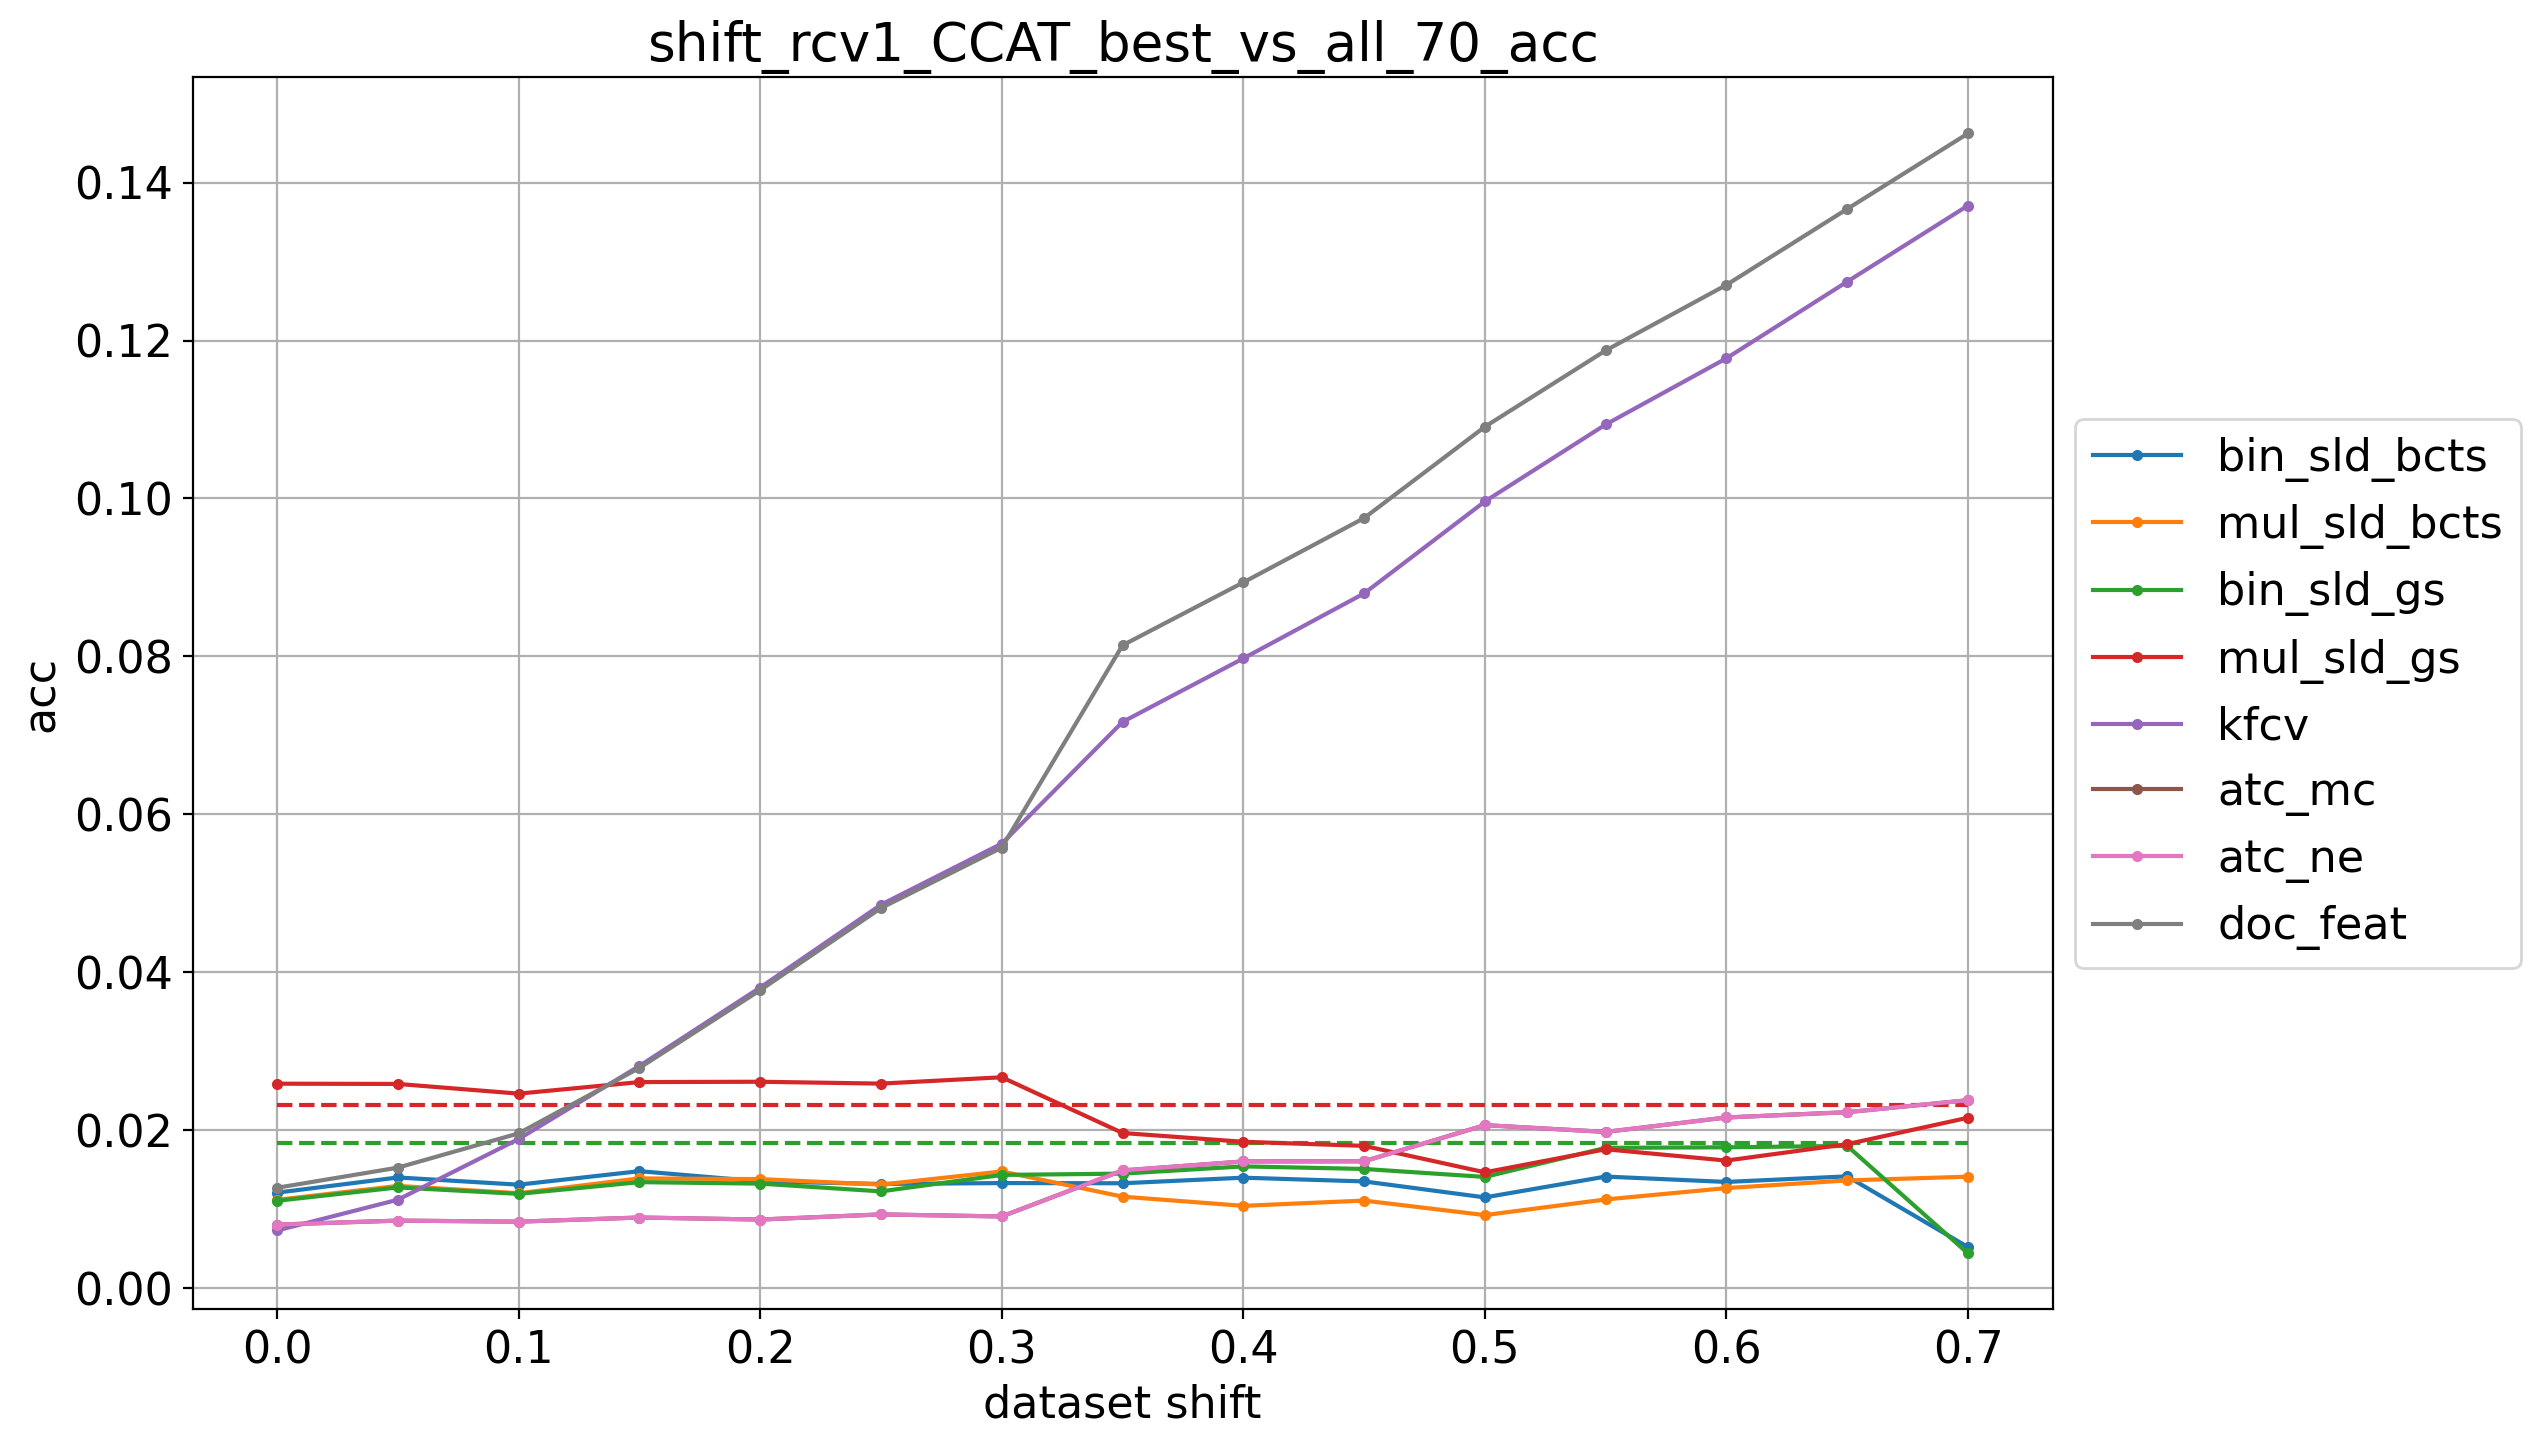 shift_rcv1_CCAT_best_vs_all_70_acc
acc
0.14
0.12
0.10
0.08
0.06
0.04
0.02
0.00
0.0 0.1 0.2 0.3 0.4 0.5 0.6 0.7
dataset shift
bin_sld_bcts
mul_sld_bcts
bin_sld_gs
mul_sld_gs
kfcv
atc_mc
atc_ne
doc_feat